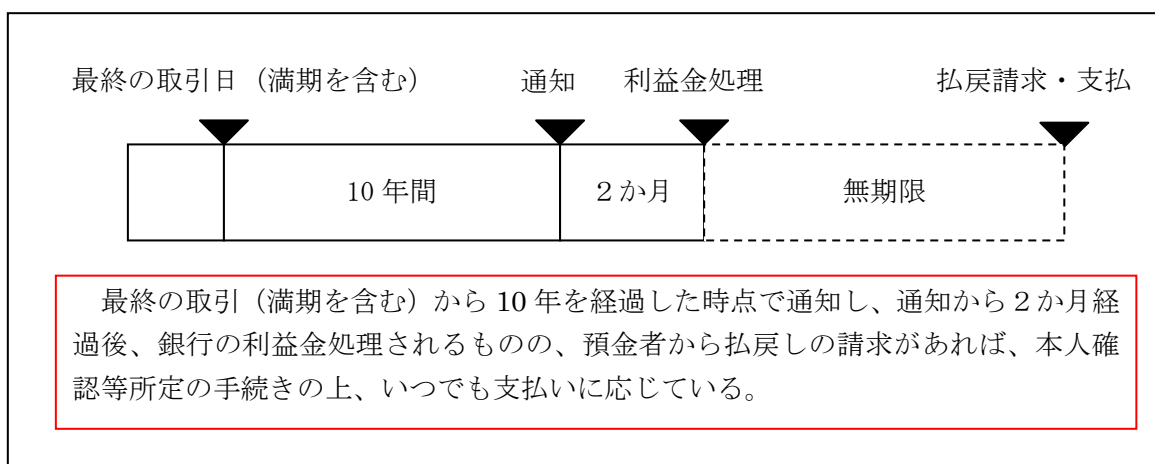 最終の取引日（満期を含む） 通知 利益金処理 払戻請求・支払
10 年間 ２か月 無期限
最終の取引（満期を含む）から 10 年を経過した時点で通知し、通知から２か月経
過後、銀行の利益金処理されるものの、預金者から払戻しの請求があれば、本人確
認等所定の手続きの上、いつでも支払いに応じている。